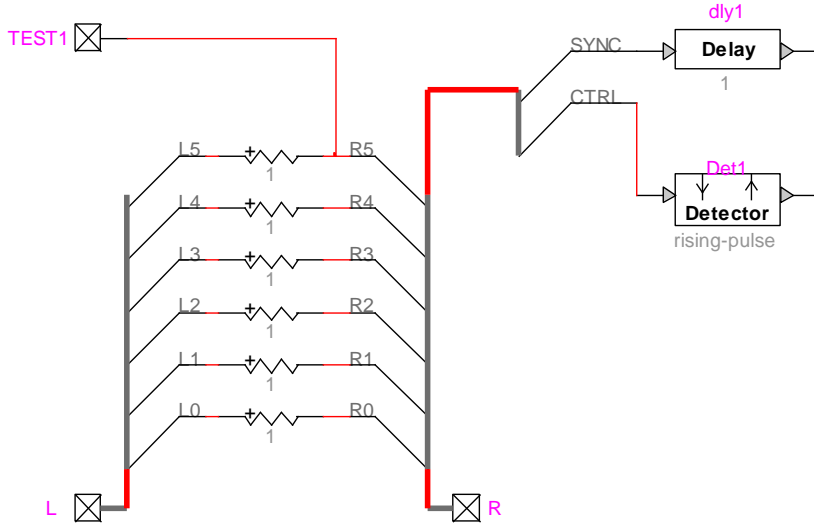 dly1
TEST1
SYNC
Delay
1
CTRL
L5 + R5
1
Det1
L4 + R4
1
Detector
rising-pulse
L3 + R3
1
L2 + R2
1
L1 + R1
1
L0 + R0
1
L
R